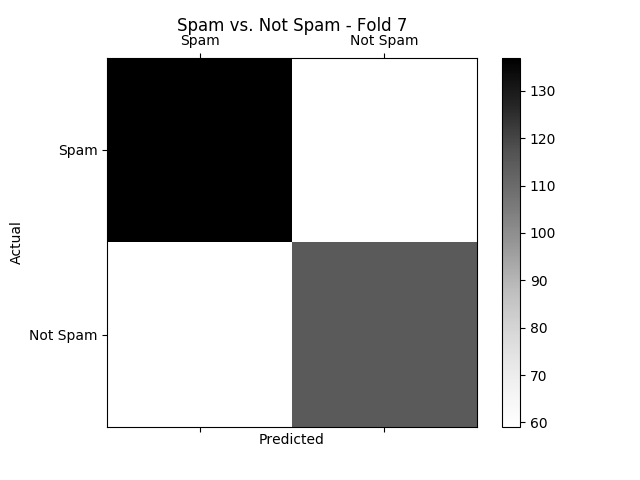 Spam vs. Not Spam - Fold 7
Spam Not Spam
Spam
Not Spam
Actual
Predicted
130
120
110
100
90
80
70
60